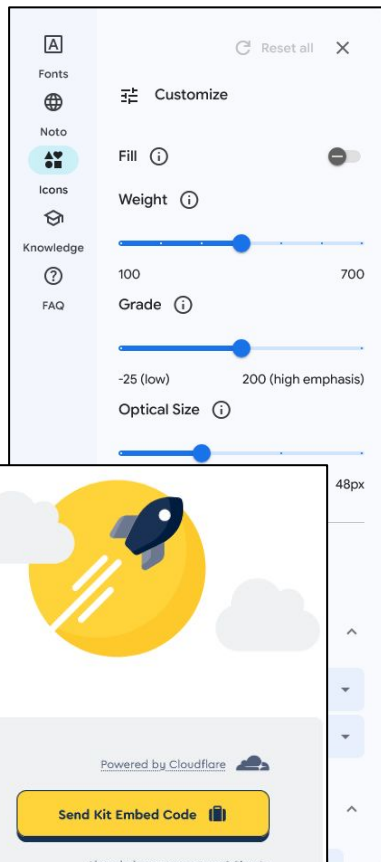 A
Fonts
Noto
Icons
Knowledge
?
FAQ
Reset all
Customize
Fill
Weight
100 700
Grade
-25 (low) 200 (high emphasis)
Optical Size
48px
Powered by Cloudflare
Send Kit Embed Code